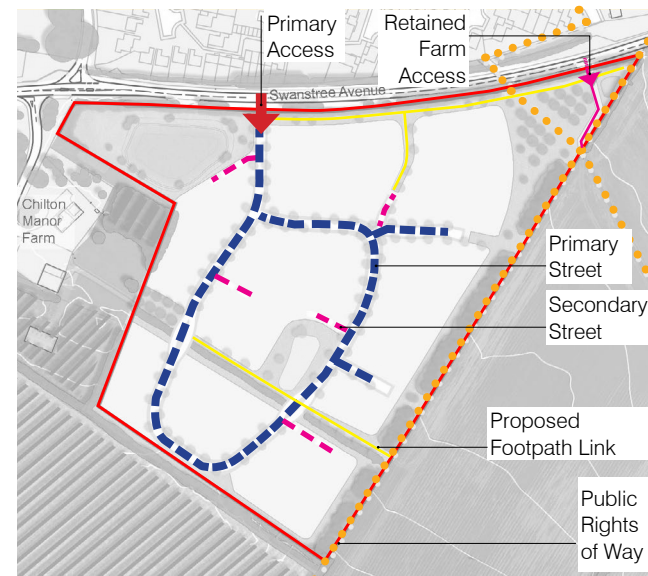 Primary
Access
Retained
Farm
Access
Swanstree Avenue
Chilton
Manor
Farm
Primary
Street
Secondary
Street
Proposed
Footpath Link
Public
Rights
of Way